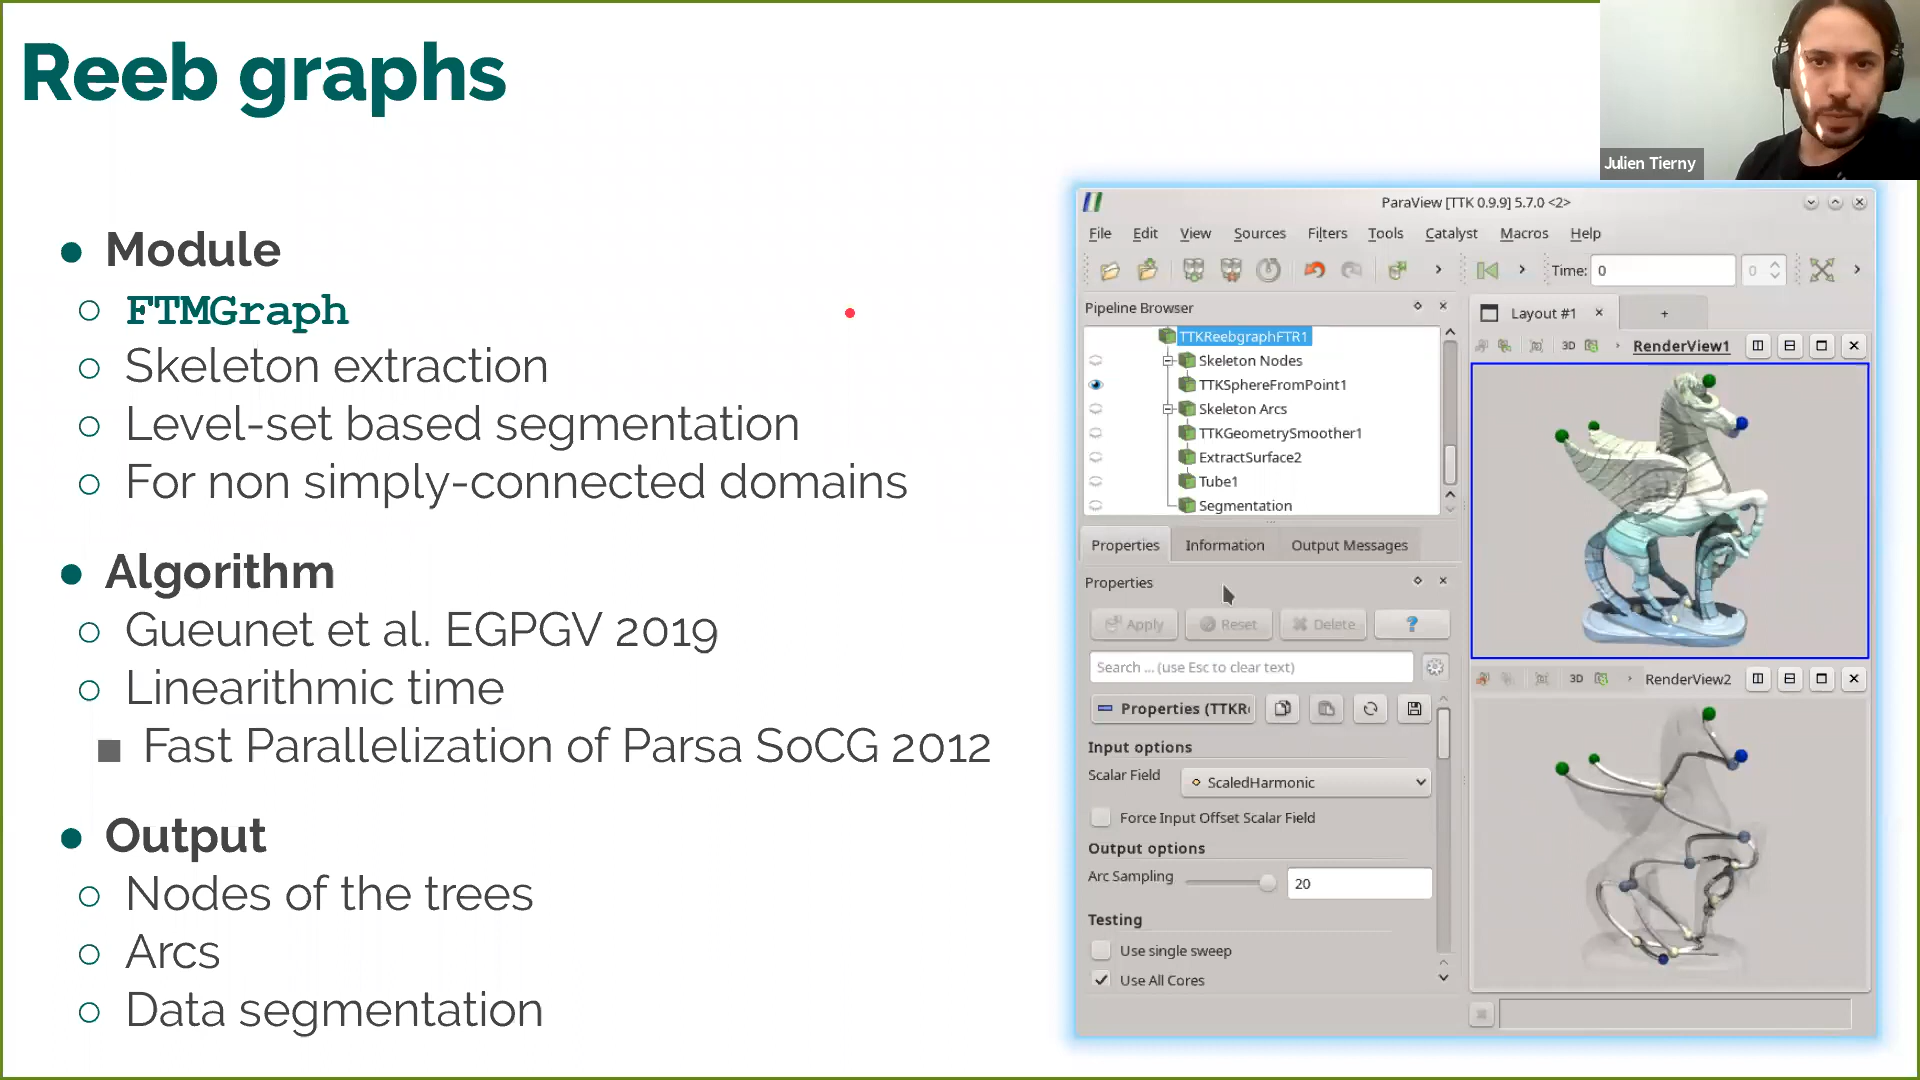 Reeb graphs
Julien Tierny
Module
FTMGraph
Skeleton extraction
Level-set based segmentation
For non simply-connected domains
Algorithm
Gueunet et al. EGPGV 2019
Linearithmic time
Fast Parallelization of Parsa SoCG 2012
Output
Nodes of the trees
Arcs
Data segmentation
ParaView [TTK 0.9.9] 5.7.0 <2>
File Edit View Sources Filters Tools Catalyst Macros Help
Time: 0 0
Pipeline Browser
TTKReebgraphFTR1
Skeleton Nodes
TTKSphereFromPoint1
Skeleton Arcs
TTKGeometrySmoother1
ExtractSurface2
Tube1
Segmentation
Properties Information Output Messages
Properties
Apply Reset Delete ?
Search ... (use Esc to clear text)
Properties (TTKR
Input options
Scalar Field ScaledHarmonic
Force Input Offset Scalar Field
Output options
Arc Sampling 20
Testing
Use single sweep
Use All Cores
Layout #1 +
3D RenderView1
3D RenderView2